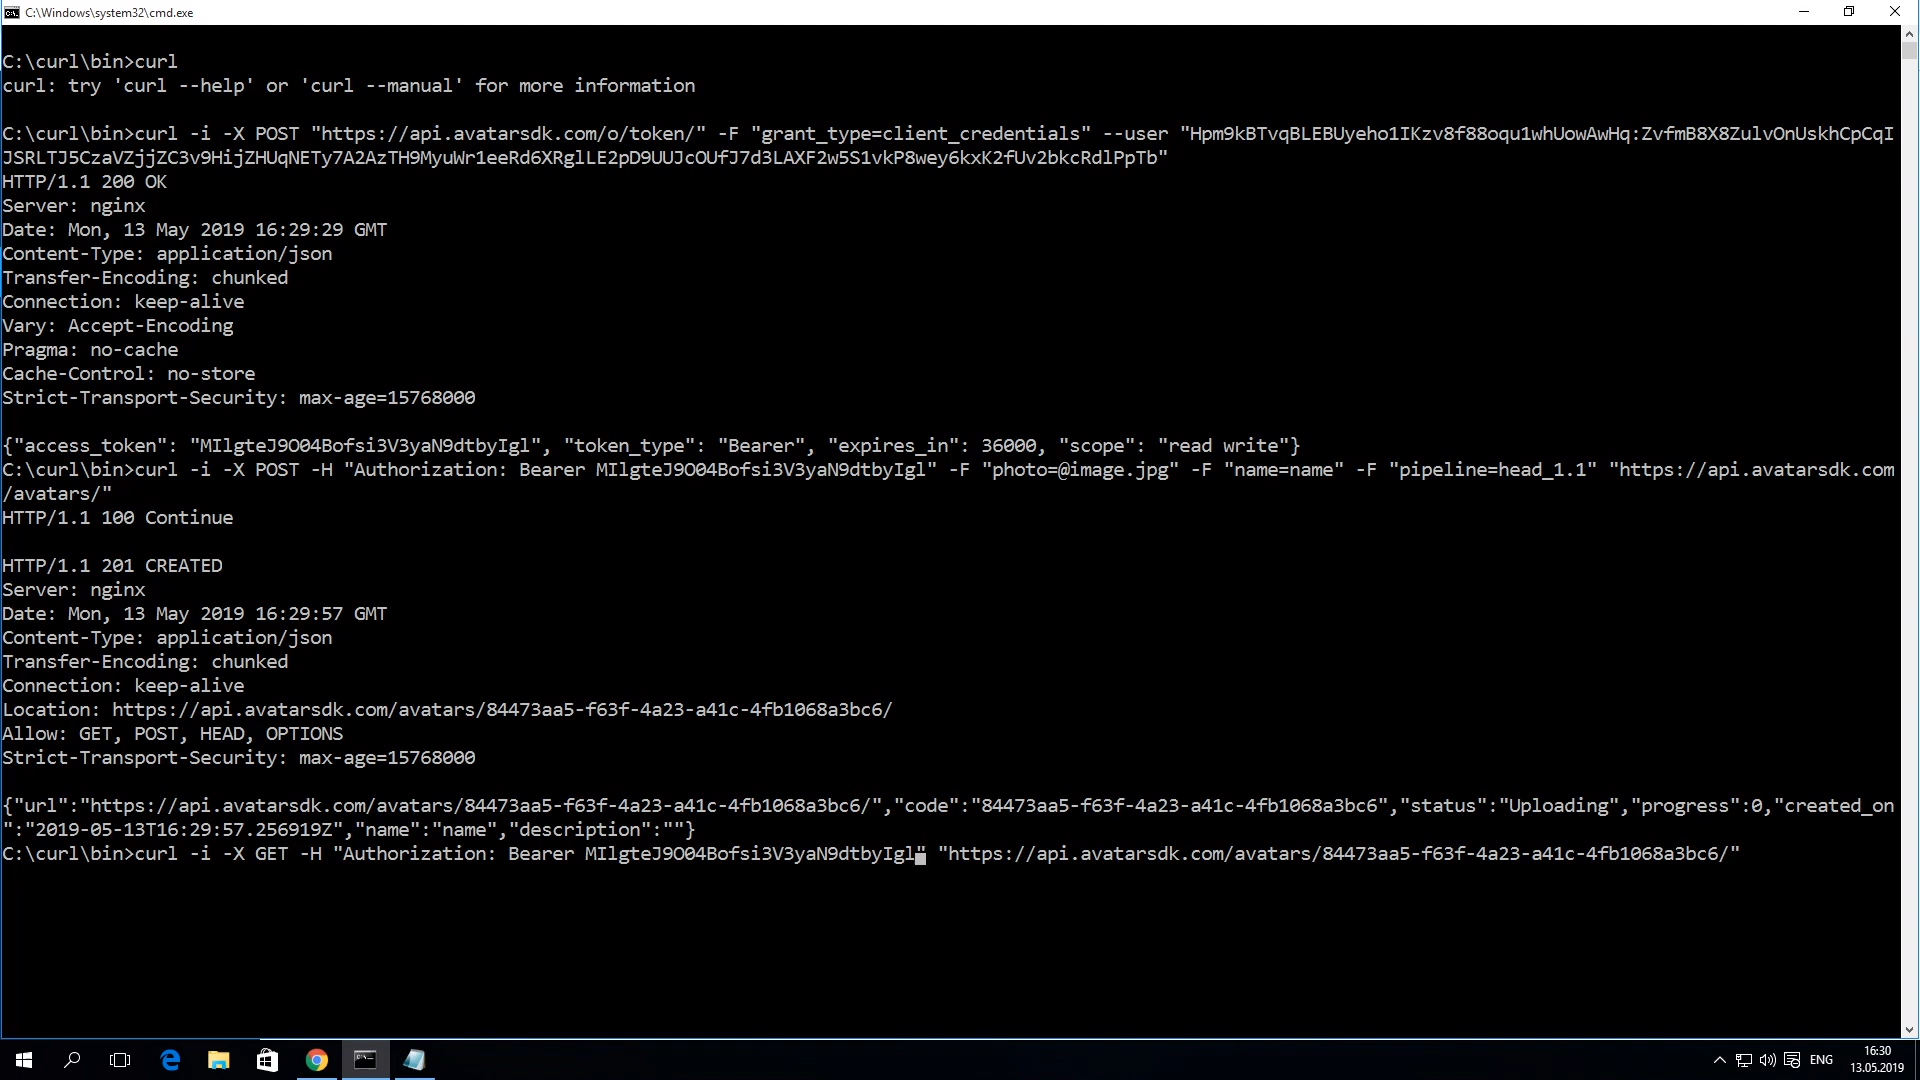 C:\Windows\system32\cmd.exe
C:\curl\bin>curl
curl: try 'curl --help' or 'curl --manual' for more information
C:\curl\bin>curl -i -X POST "https://api.avatarsdk.com/o/token/" -F "grant_type=client_credentials" --user "Hpm9kBTvqBLEBUyeho1IKzv8f88oqu1whUowAwHq:ZvfmB8X8ZulvOnUskhCpCqI
JSRLTJ5CzaVZjjZC3v9HijZHUqNETy7A2AzTH9MyuWr1eeRd6XRglLE2pD9UUJcOUfJ7d3LAXF2w5S1vkP8wey6kxK2fUv2bkcRdlPpTb"
HTTP/1.1 200 OK
Server: nginx
Date: Mon, 13 May 2019 16:29:29 GMT
Content-Type: application/json
Transfer-Encoding: chunked
Connection: keep-alive
Vary: Accept-Encoding
Pragma: no-cache
Cache-Control: no-store
Strict-Transport-Security: max-age=15768000
{"access_token": "MIlgteJ9O04Bofsi3V3yaN9dtbyIgl", "token_type": "Bearer", "expires_in": 36000, "scope": "read write"}
C:\curl\bin>curl -i -X POST -H "Authorization: Bearer MIlgteJ9O04Bofsi3V3yaN9dtbyIgl" -F "photo=@image.jpg" -F "name=name" -F "pipeline=head_1.1" "https://api.avatarsdk.com
/avatars/"
HTTP/1.1 100 Continue
HTTP/1.1 201 CREATED
Server: nginx
Date: Mon, 13 May 2019 16:29:57 GMT
Content-Type: application/json
Transfer-Encoding: chunked
Connection: keep-alive
Location: https://api.avatarsdk.com/avatars/84473aa5-f63f-4a23-a41c-4fb1068a3bc6/
Allow: GET, POST, HEAD, OPTIONS
Strict-Transport-Security: max-age=15768000
{"url":"https://api.avatarsdk.com/avatars/84473aa5-f63f-4a23-a41c-4fb1068a3bc6/","code":"84473aa5-f63f-4a23-a41c-4fb1068a3bc6","status":"Uploading","progress":0,"created_on
":"2019-05-13T16:29:57.256919Z","name":"name","description":""}
C:\curl\bin>curl -i -X GET -H "Authorization: Bearer MIlgteJ9O04Bofsi3V3yaN9dtbyIgl" "https://api.avatarsdk.com/avatars/84473aa5-f63f-4a23-a41c-4fb1068a3bc6/"
ENG
16:30
13.05.2019